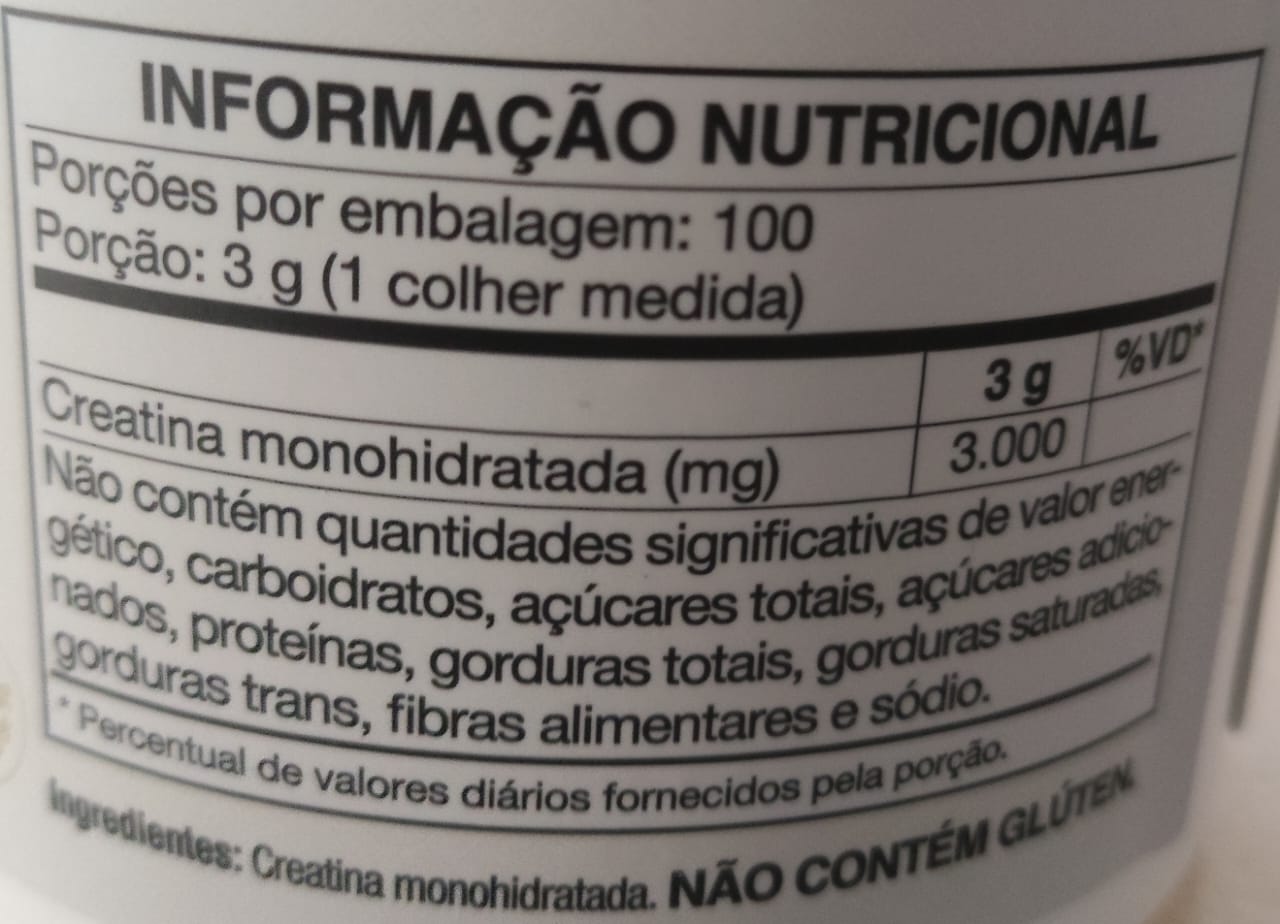 INFORMAÇÃO NUTRICIONAL
Porções por embalagem: 100
Porção: 3 g (1 colher medida)
3 g %VD*
Creatina monohidratada (mg) 3.000
Não contém quantidades significativas de valor ener-
gético, carboidratos, açúcares totais, açúcares adicio-
nados, proteínas, gorduras totais, gorduras saturadas,
gorduras trans, fibras alimentares e sódio.
* Percentual de valores diários fornecidos pela porção.
Ingredientes: Creatina monohidratada. NÃO CONTÉM GLÚTEN.